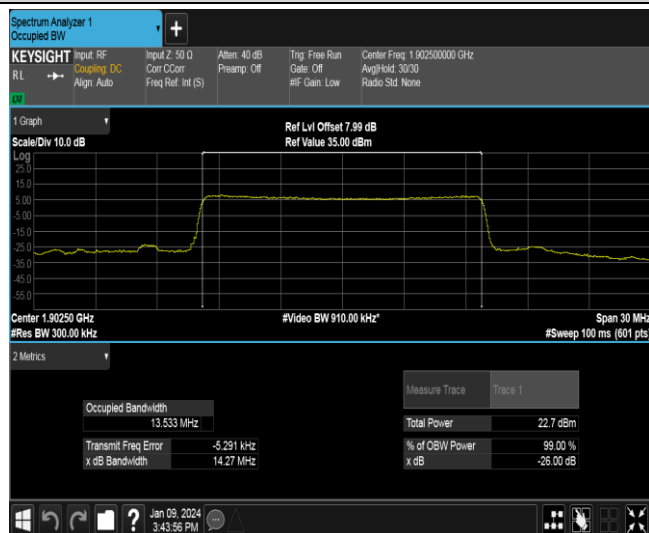 Spectrum Analyzer 1
Occupied BW
+
KEYSIGHT Input: RF Input Z: 50 Ω Atten: 40 dB Trig: Free Run Center Freq: 1.902500000 GHz
RL Coupling: DC Corr CCorr Preamp: Off Gate: Off Avg|Hold: 30/30
Align: Auto Freq Ref: Int (S) #IF Gain: Low Radio Std: None
LXI
1 Graph
Ref Lvl Offset 7.99 dB
Scale/Div 10.0 dB Ref Value 35.00 dBm
Log
25.0
15.0
5.00
-5.00
-15.0
-25.0
-35.0
-45.0
-55.0
Center 1.90250 GHz #Video BW 910.00 kHz* Span 30 MHz
#Res BW 300.00 kHz #Sweep 100 ms (601 pts)
2 Metrics
Measure Trace Trace 1
Occupied Bandwidth
13.533 MHz Total Power 22.7 dBm
Transmit Freq Error -5.291 kHz % of OBW Power 99.00 %
x dB Bandwidth 14.27 MHz x dB -26.00 dB
? Jan 09, 2024
3:43:56 PM